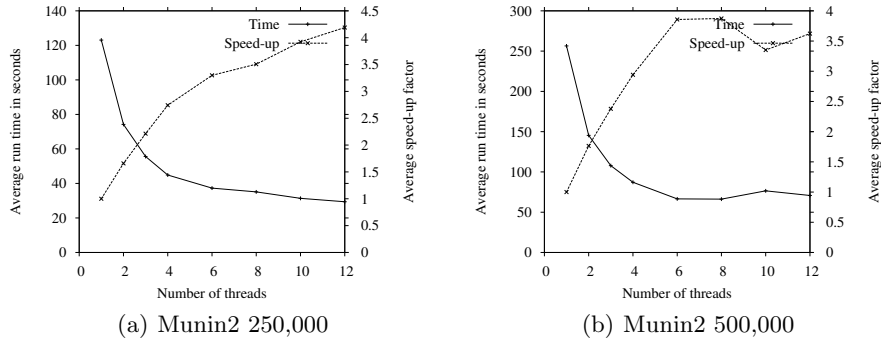 Average run time in seconds
140
120
100
80
60
40
20
0
Time
Speed-up
4.5
4
3.5
3
2.5
2
1.5
1
0.5
0
Average speed-up factor
0 2 4 6 8 10 12
Number of threads
(a) Munin2 250,000
Average run time in seconds
300
250
200
150
100
50
0
Time
Speed-up
4
3.5
3
2.5
2
1.5
1
0.5
0
Average speed-up factor
0 2 4 6 8 10 12
Number of threads
(b) Munin2 500,000